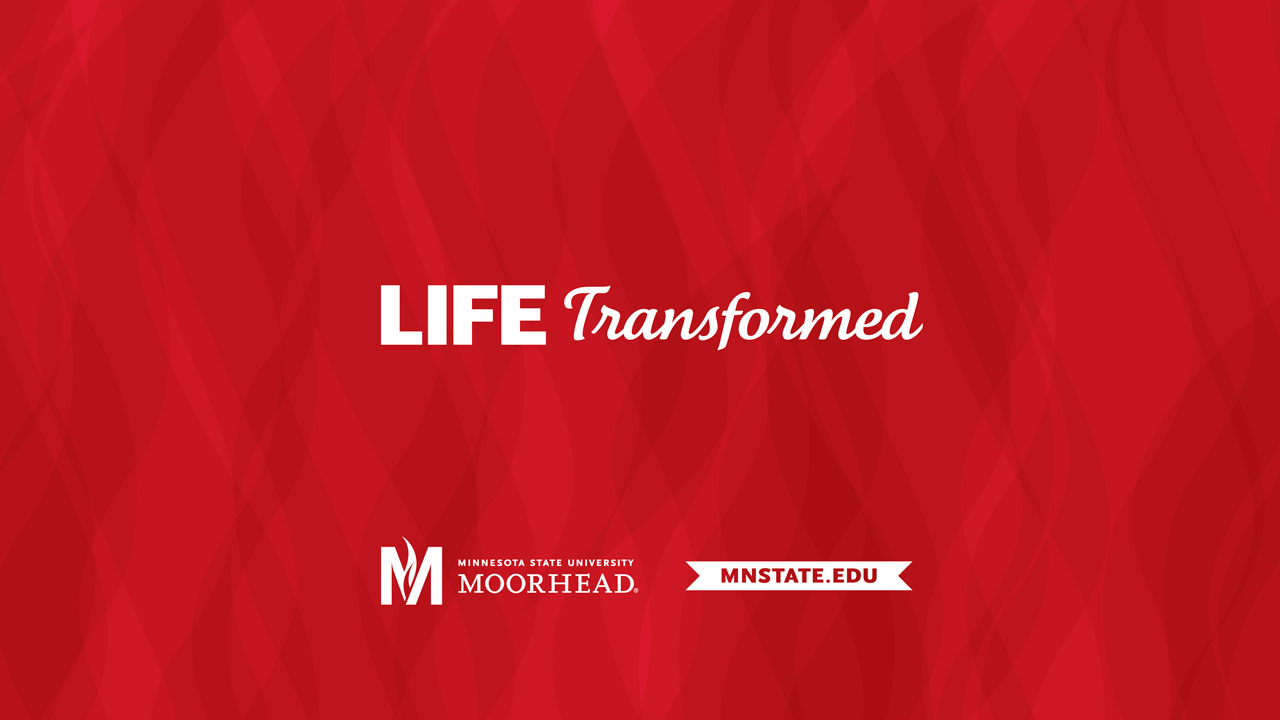 LIFE Transformed
MINNESOTA STATE UNIVERSITY
MOORHEAD®
MNSTATE.EDU